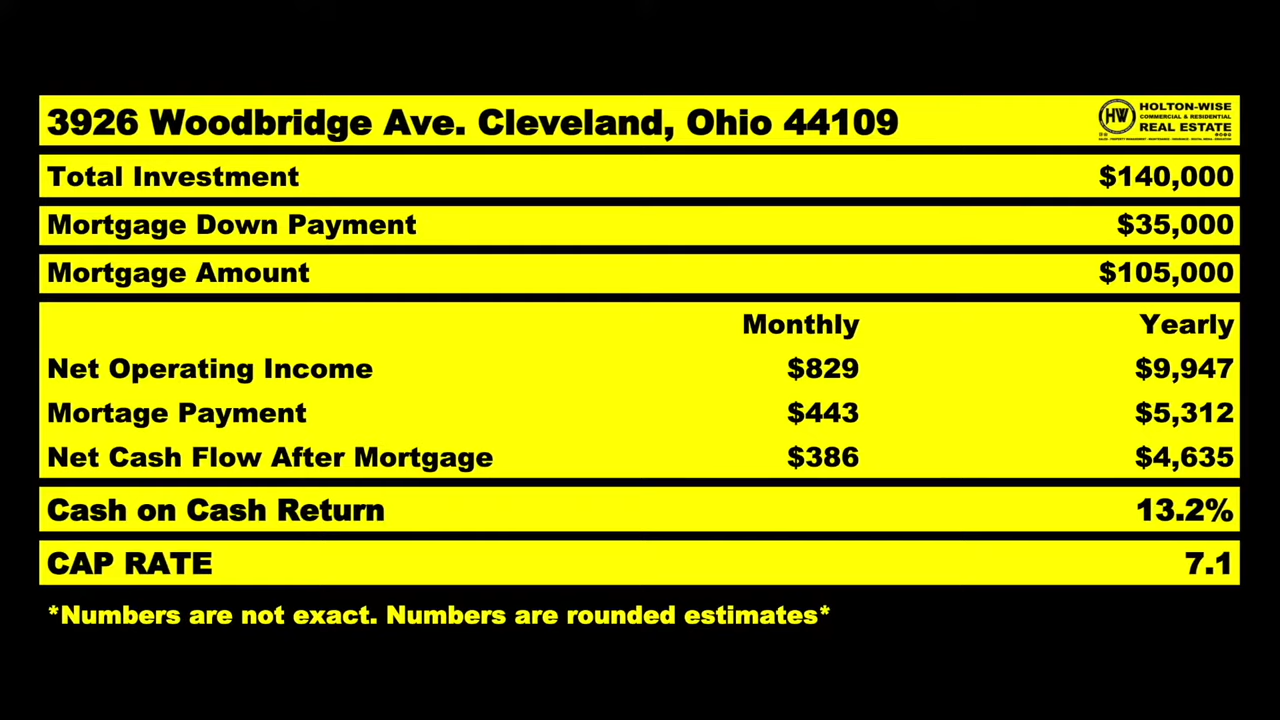 3926 Woodbridge Ave. Cleveland, Ohio 44109
HW
HOLTON-WISE
COMMERCIAL & RESIDENTIAL
REAL ESTATE
Total Investment $140,000
Mortgage Down Payment $35,000
Mortgage Amount $105,000
Monthly Yearly
Net Operating Income $829 $9,947
Mortage Payment $443 $5,312
Net Cash Flow After Mortgage $386 $4,635
Cash on Cash Return 13.2%
CAP RATE 7.1
*Numbers are not exact. Numbers are rounded estimates*